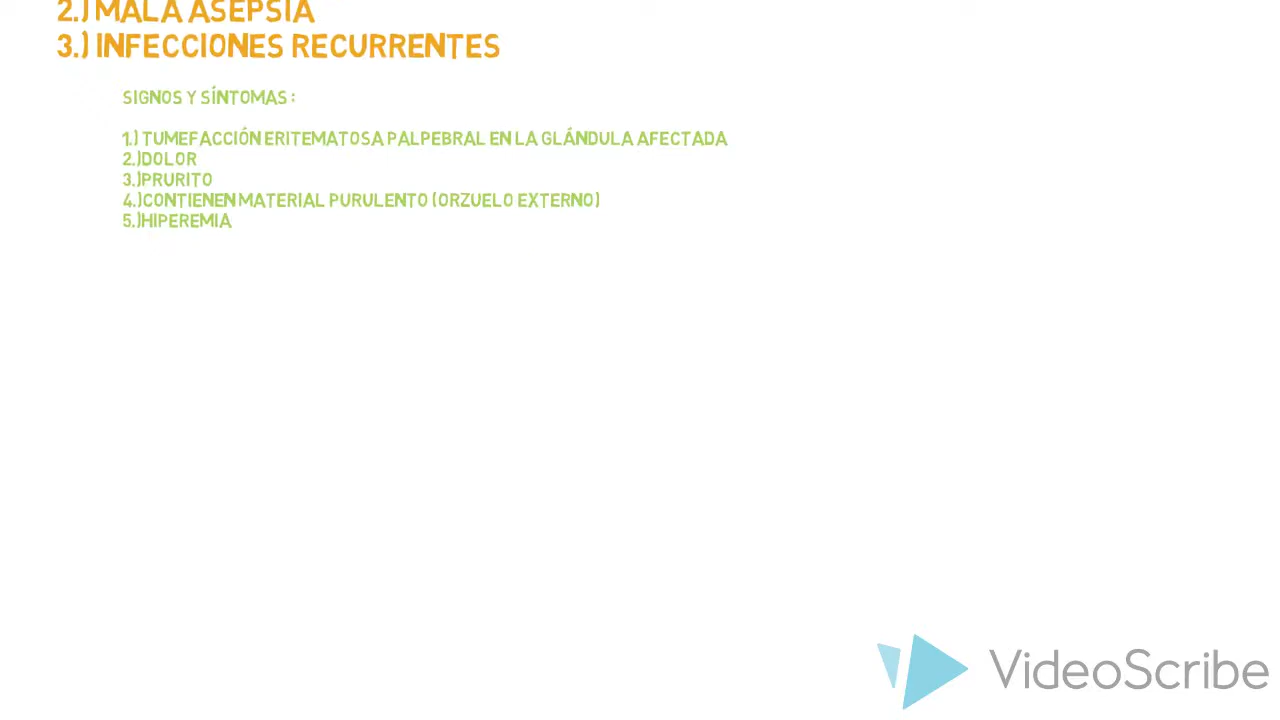 2.) MALA ASEPSIA
3.) INFECCIONES RECURRENTES
SIGNOS Y SÍNTOMAS :
1.) TUMEFACCIÓN ERITEMATOSA PALPEBRAL EN LA GLÁNDULA AFECTADA
2.)DOLOR
3.)PRURITO
4.)CONTIENEN MATERIAL PURULENTO (ORZUELO EXTERNO)
5.)HIPEREMIA
VideoScribe